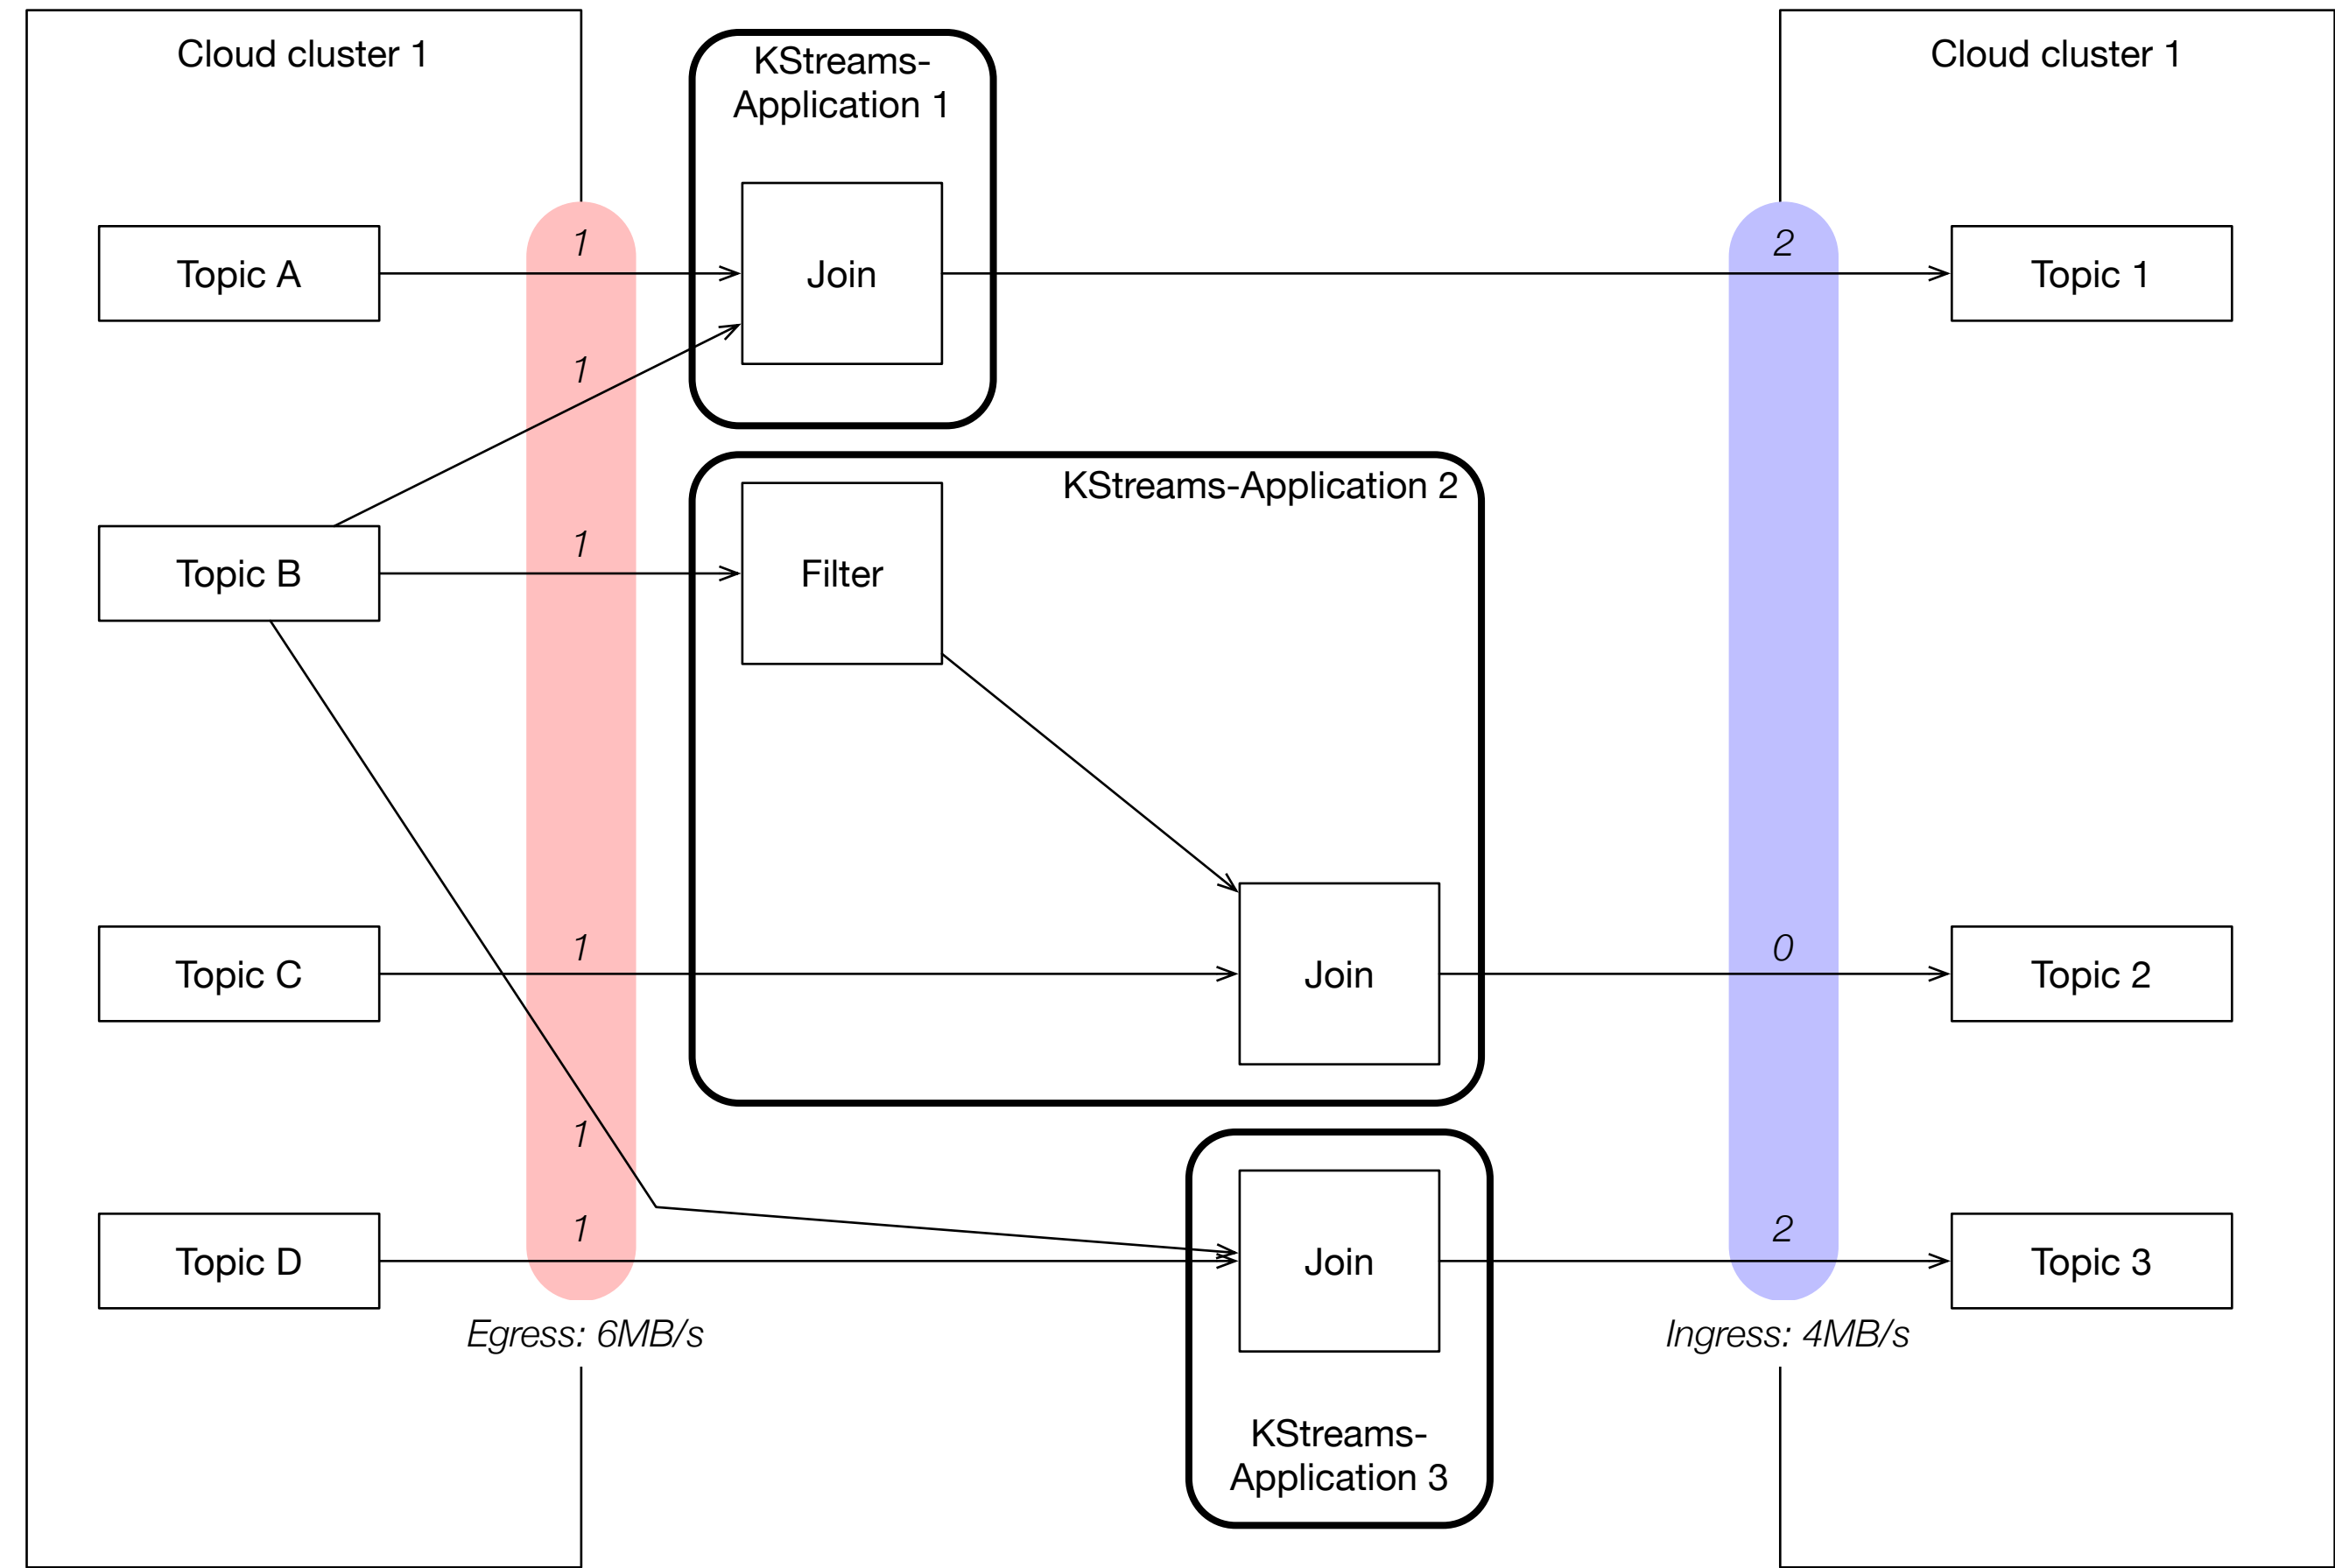 Cloud cluster 1
KStreams-
Application 1
Cloud cluster 1
1
2
Topic A
Join
Topic 1
1
KStreams-Application 2
1
Topic B
Filter
1
0
Topic C
Join
Topic 2
1
1
2
Topic D
Join
Topic 3
Egress: 6MB/s
Ingress: 4MB/s
KStreams-
Application 3